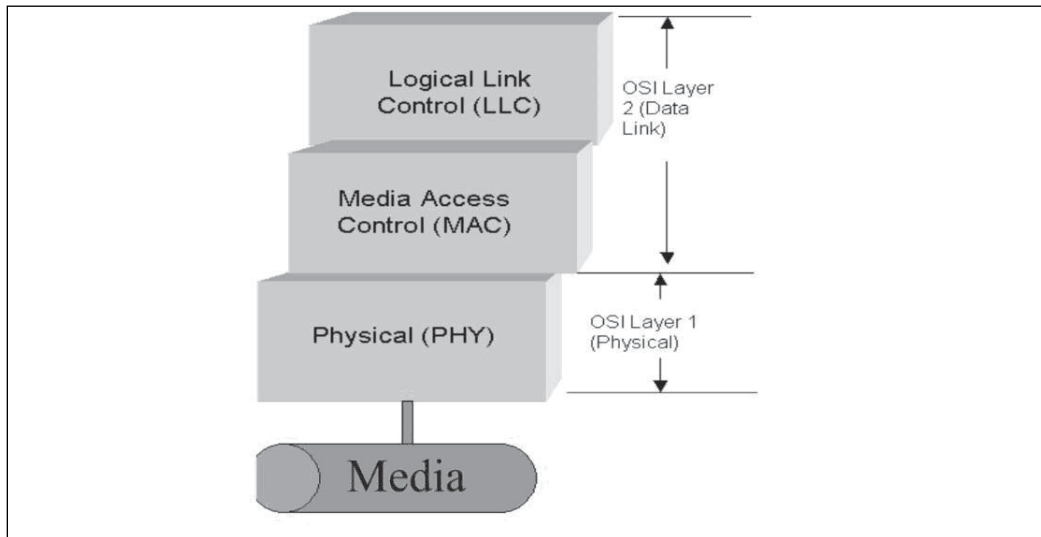 Logical Link
Control (LLC)
OSI Layer
2 (Data
Link)
Media Access
Control (MAC)
Physical (PHY)
OSI Layer 1
(Physical)
Media